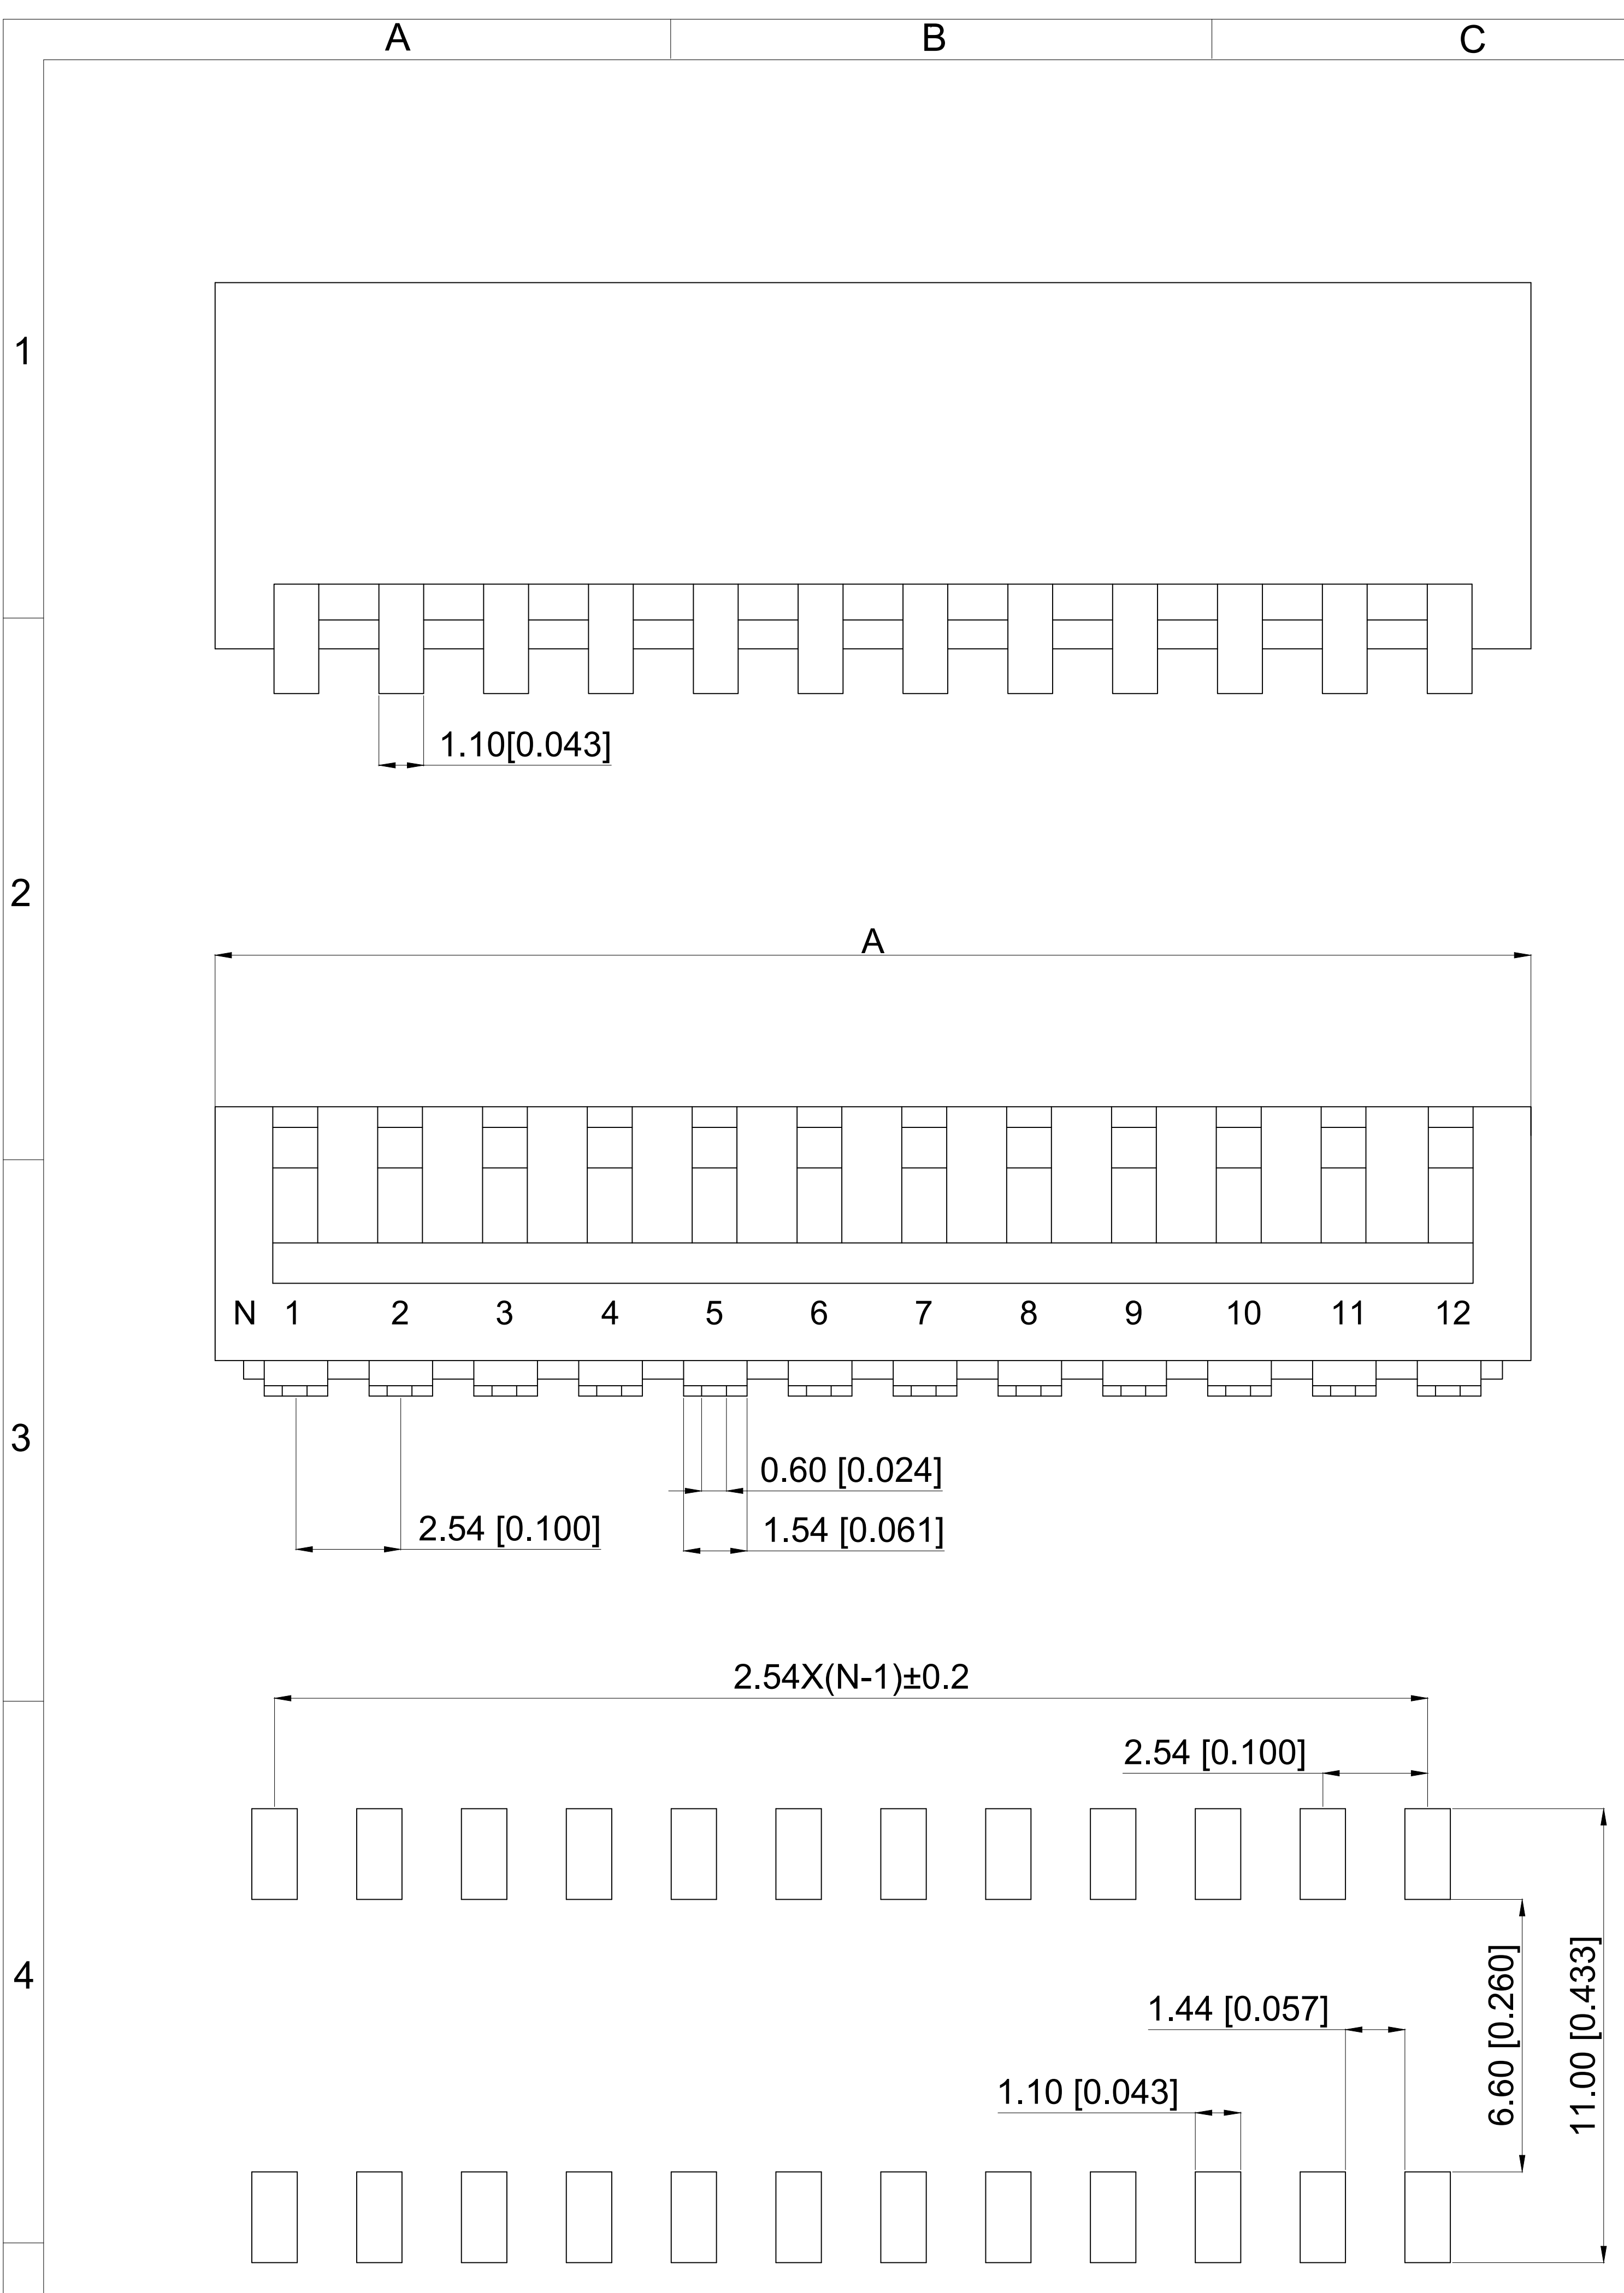 A B C
1
1.10[0.043]
2
A
N 1 2 3 4 5 6 7 8 9 10 11 12
3
0.60 [0.024]
2.54 [0.100] 1.54 [0.061]
2.54X(N-1)±0.2
2.54 [0.100]
4
6.60 [0.260]
11.00 [0.433]
1.44 [0.057]
1.10 [0.043]